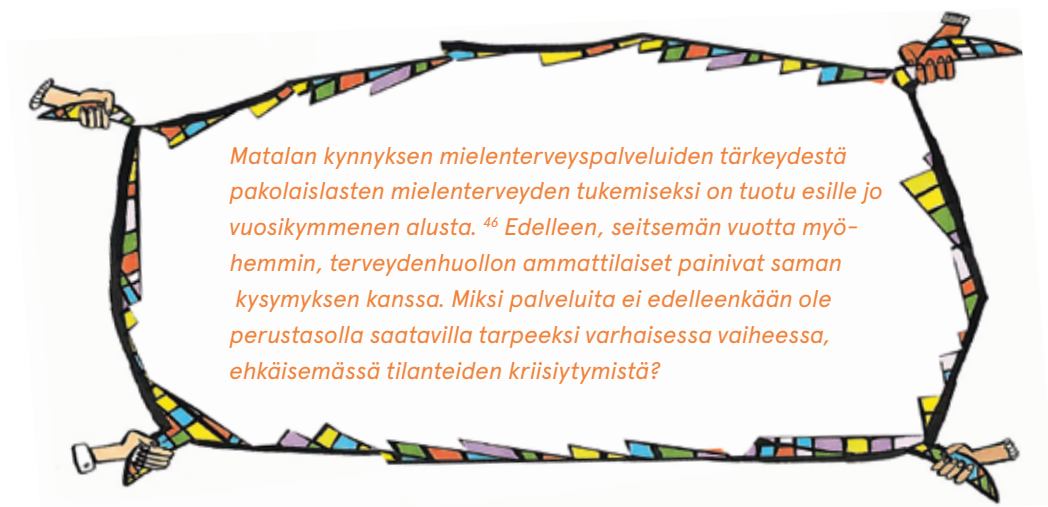 Matalan kynnyksen mielenterveyspalveluiden tärkeydestä
pakolaislasten mielenterveyden tukemiseksi on tuotu esille jo
vuosikymmenen alusta. 46 Edelleen, seitsemän vuotta myö-
hemmin, terveydenhuollon ammattilaiset painivat saman
kysymyksen kanssa. Miksi palveluita ei edelleenkään ole
perustasolla saatavilla tarpeeksi varhaisessa vaiheessa,
ehkäisemässä tilanteiden kriisiytymistä?